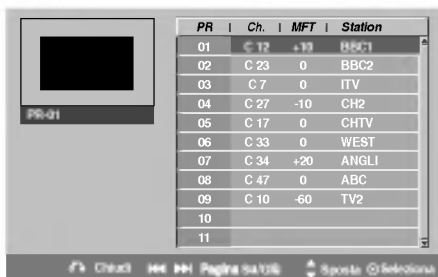 PR | Ch. | MFT | Station
01 C 12 +10 BBC1
02 C 23 0 BBC2
03 C 7 0 ITV
04 C 27 -10 CH2
PR-01
05 C 17 0 CHTV
06 C 33 0 WEST
07 C 34 +20 ANGLI
08 C 47 0 ABC
09 C 10 -60 TV2
10
11
Chiudi Pagina Sposta Seleziona